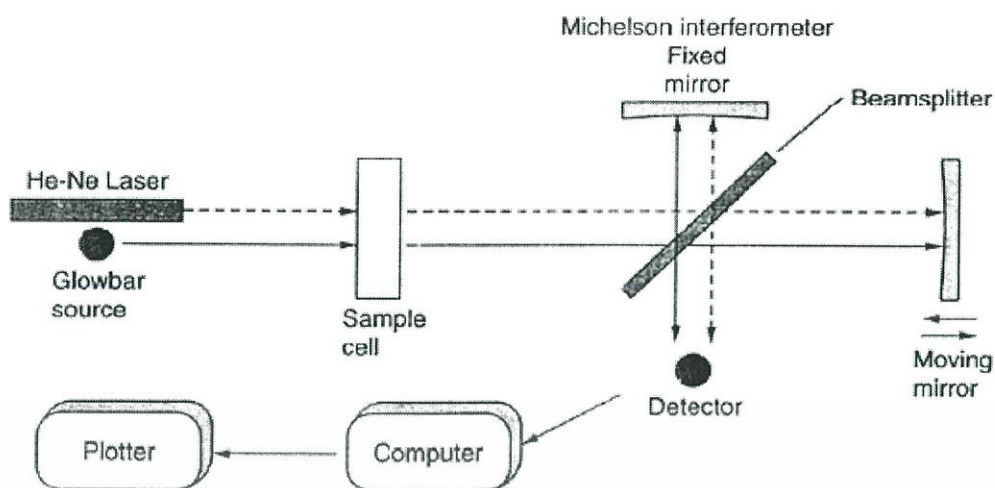 Michelson interferometer
Fixed
mirror
Beamsplitter
He-Ne Laser
Glowbar
source
Sample
cell
Moving
mirror
Detector
Computer
Plotter